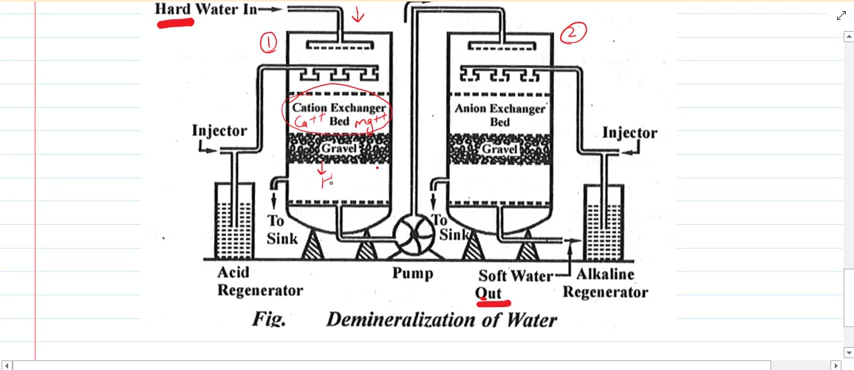 Hard Water In
1
2
Cation Exchanger
Ca++ Bed Mg++
Anion Exchanger
Bed
Injector
Gravel
Gravel
Injector
H
To
Sink
To
Sink
Acid
Regenerator
Pump
Soft Water
Out
Alkaline
Regenerator
Fig. Demineralization of Water